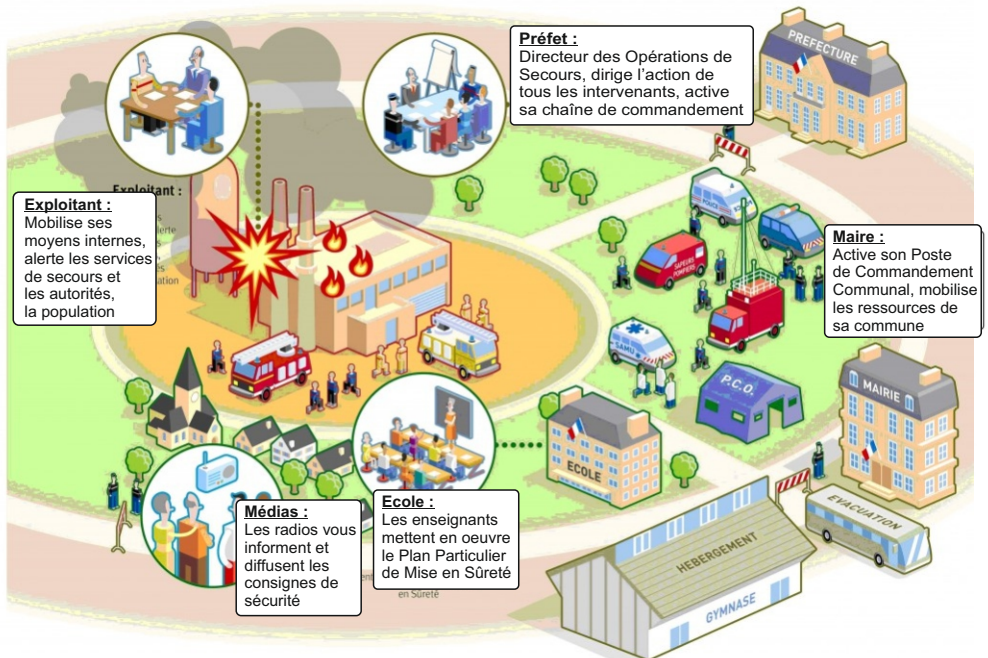 Préfet :
Directeur des Opérations de
Secours, dirige l'action de
tous les intervenants, active
sa chaîne de commandement
PREFECTURE
Exploitant :
Exploitant :
Mobilise ses
moyens internes,
alerte les services
de secours et
les autorités,
la population
POLICE
SAPEURS
POMPIERS
Maire :
Active son Poste
de Commandement
Communal, mobilise
les ressources de
sa commune
SAMU
P.C.O.
MAIRIE
ECOLE
Médias :
Les radios vous
informent et
diffusent les
consignes de
sécurité
Ecole :
Les enseignants
mettent en oeuvre
le Plan Particulier
de Mise en Sûreté
en Sûreté
EVACUATION
HEBERGEMENT
GYMNASE